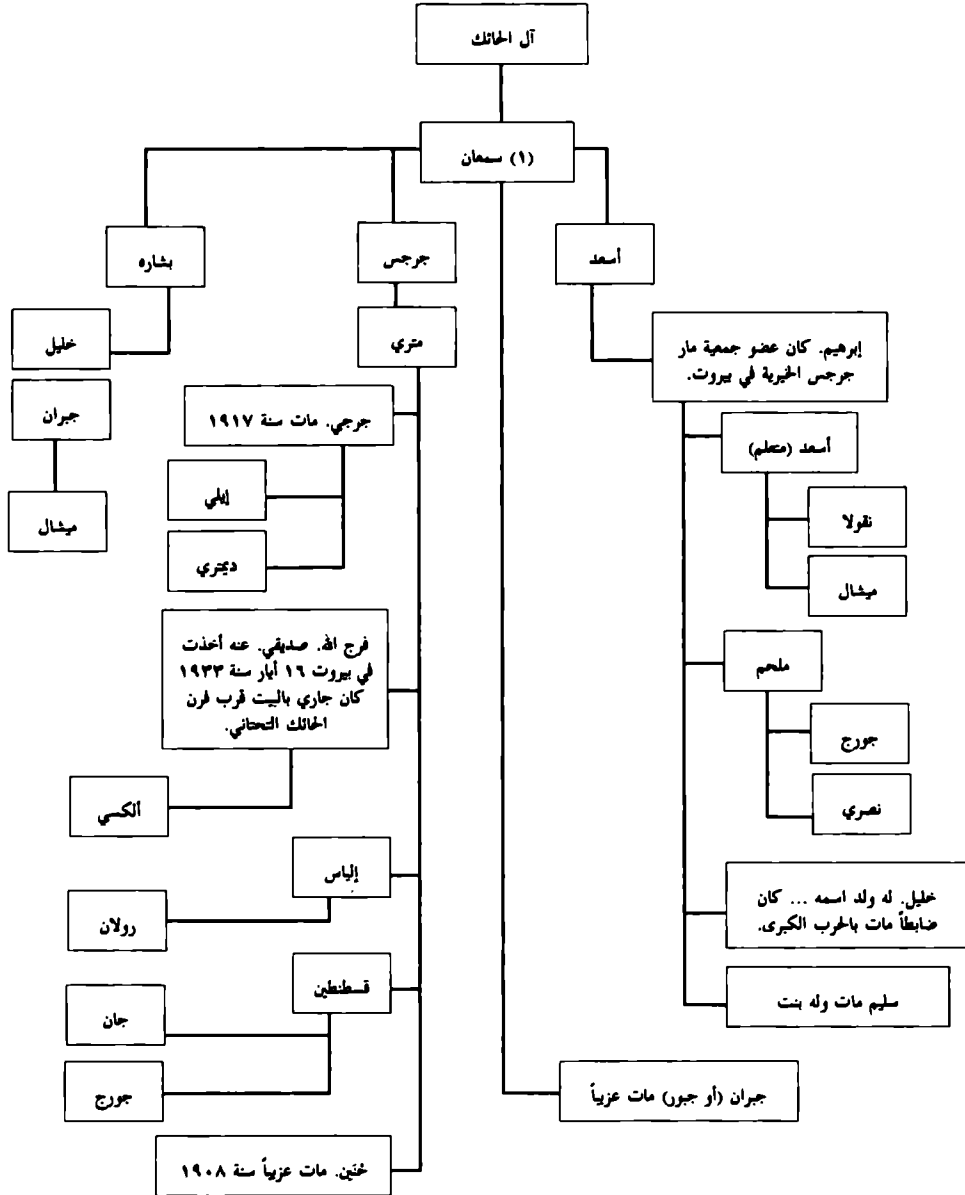 آل الحائك
(١) سمعان
أسعد
إبرهيم. كان عضو جمعية مار
جرجس الخيرية في بيروت.
أسعد (متعلم)
نقولا
ميشال
ملحم
جورج
نصري
خليل. له ولد اسمه ... كان
ضابطاً مات بالحرب الكبرى.
سليم مات وله بنت
جبران (أو جبور) مات عزيباً
جرجس
متري
جرجي. مات سنة ١٩١٧
إيلي
ديمتري
فرج الله. صديقي. عنه أخذت
في بيروت ١٦ أيار سنة ١٩٣٣
كان جاري بالبيت قرب فرن
الحائك التحتاني.
ألكسي
إلياس
رولان
قسطنطين
جان
جورج
حُنَين. مات عزيباً سنة ١٩٠٨
بشاره
خليل
جبران
ميشال